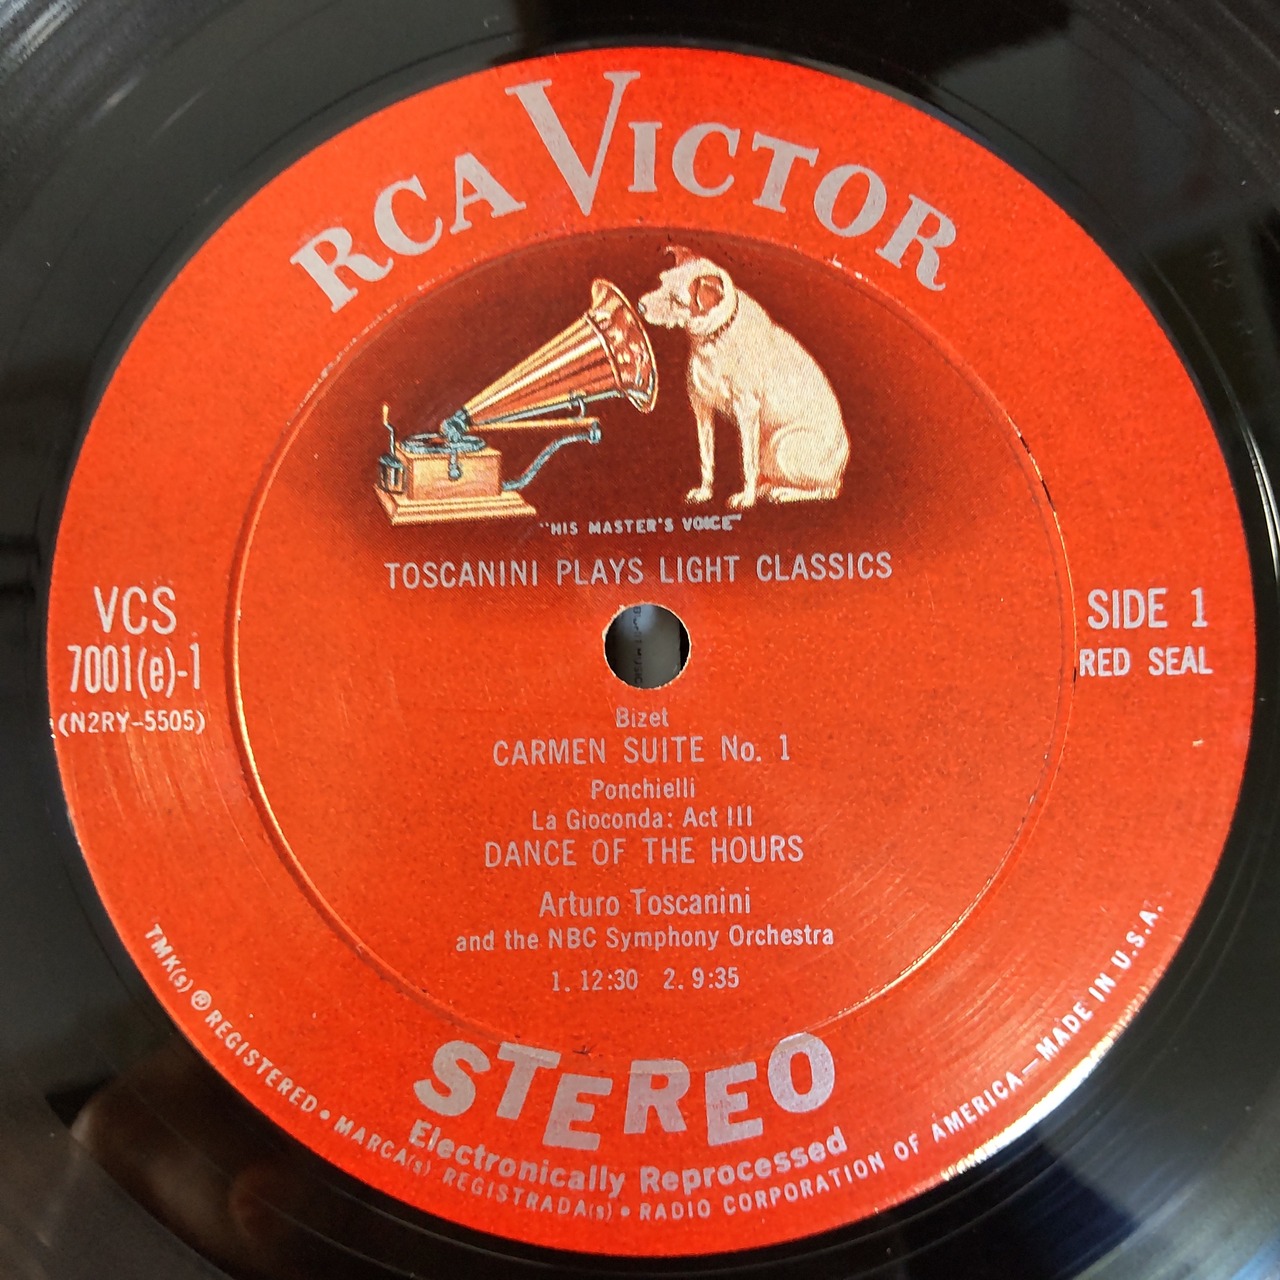 RCA VICTOR
"HIS MASTER'S VOICE"
TOSCANINI PLAYS LIGHT CLASSICS
VCS
7001(e)-1
(N2RY-5505)
SIDE 1
RED SEAL
Bizet
CARMEN SUITE No. 1
Ponchielli
La Gioconda: Act III
DANCE OF THE HOURS
Arturo Toscanini
and the NBC Symphony Orchestra
1. 12:30 2. 9:35
STEREO
Electronically Reprocessed
TMK(s) ® REGISTERED • MARCA(s) REGISTRADA(s) • RADIO CORPORATION OF AMERICA—MADE IN U.S.A.